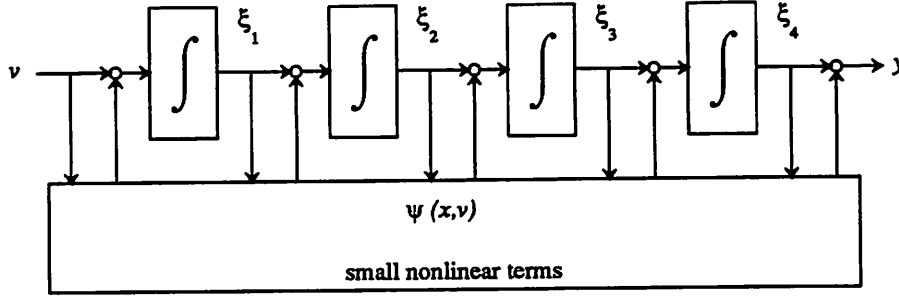 ξ₁ ξ₂ ξ₃ ξ₄
v ∫ ∫ ∫ ∫ y
ψ (x,v)
small nonlinear terms